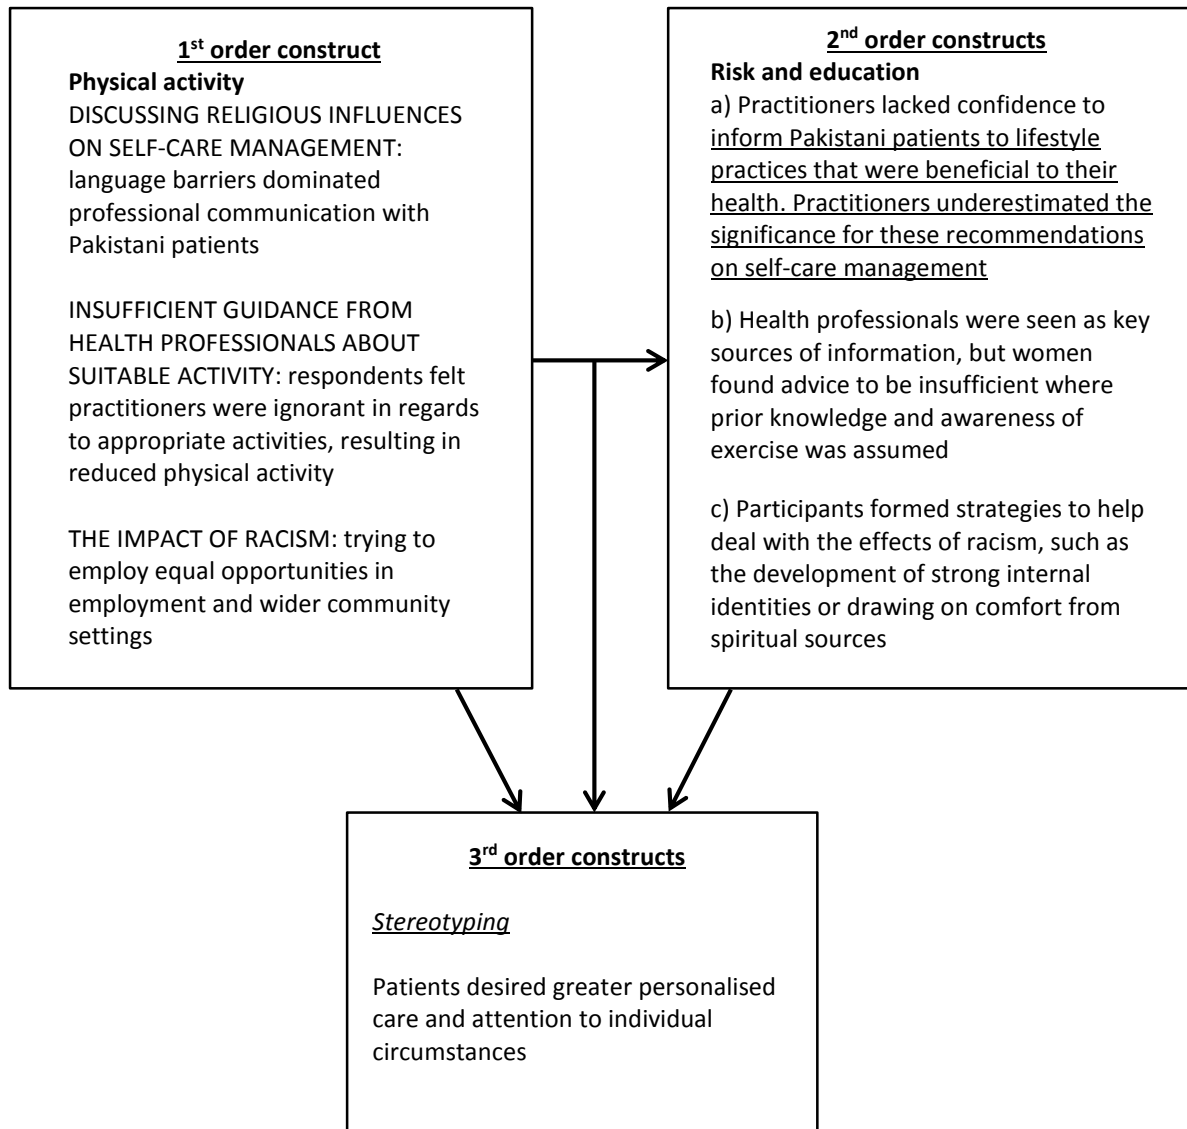 1st order construct
Physical activity
DISCUSSING RELIGIOUS INFLUENCES
ON SELF-CARE MANAGEMENT:
language barriers dominated
professional communication with
Pakistani patients
INSUFFICIENT GUIDANCE FROM
HEALTH PROFESSIONALS ABOUT
SUITABLE ACTIVITY: respondents felt
practitioners were ignorant in regards
to appropriate activities, resulting in
reduced physical activity
THE IMPACT OF RACISM: trying to
employ equal opportunities in
employment and wider community
settings
2nd order constructs
Risk and education
a) Practitioners lacked confidence to
inform Pakistani patients to lifestyle
practices that were beneficial to their
health. Practitioners underestimated the
significance for these recommendations
on self-care management
b) Health professionals were seen as key
sources of information, but women
found advice to be insufficient where
prior knowledge and awareness of
exercise was assumed
c) Participants formed strategies to help
deal with the effects of racism, such as
the development of strong internal
identities or drawing on comfort from
spiritual sources
3rd order constructs
Stereotyping
Patients desired greater personalised
care and attention to individual
circumstances